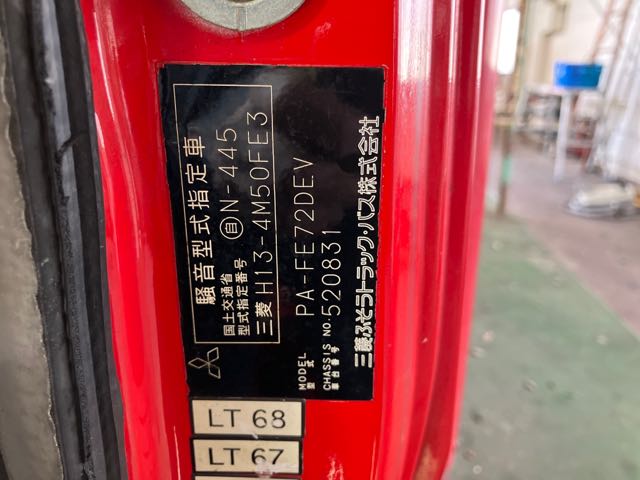 騒音型式指定車
国土交通省
型式指定番号
自 N-445
三菱 H13-4M50FE3
MODEL
型式
PA-FE72DEV
CHASSIS NO.
車台番号
520831
三菱ふそうトラック・バス株式会社
LT 68
LT 67